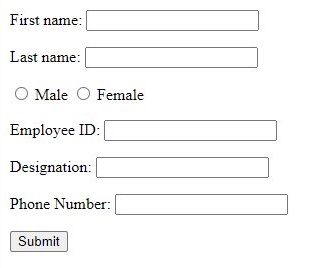 First name:
Last name:
Male Female
Employee ID:
Designation:
Phone Number:
Submit